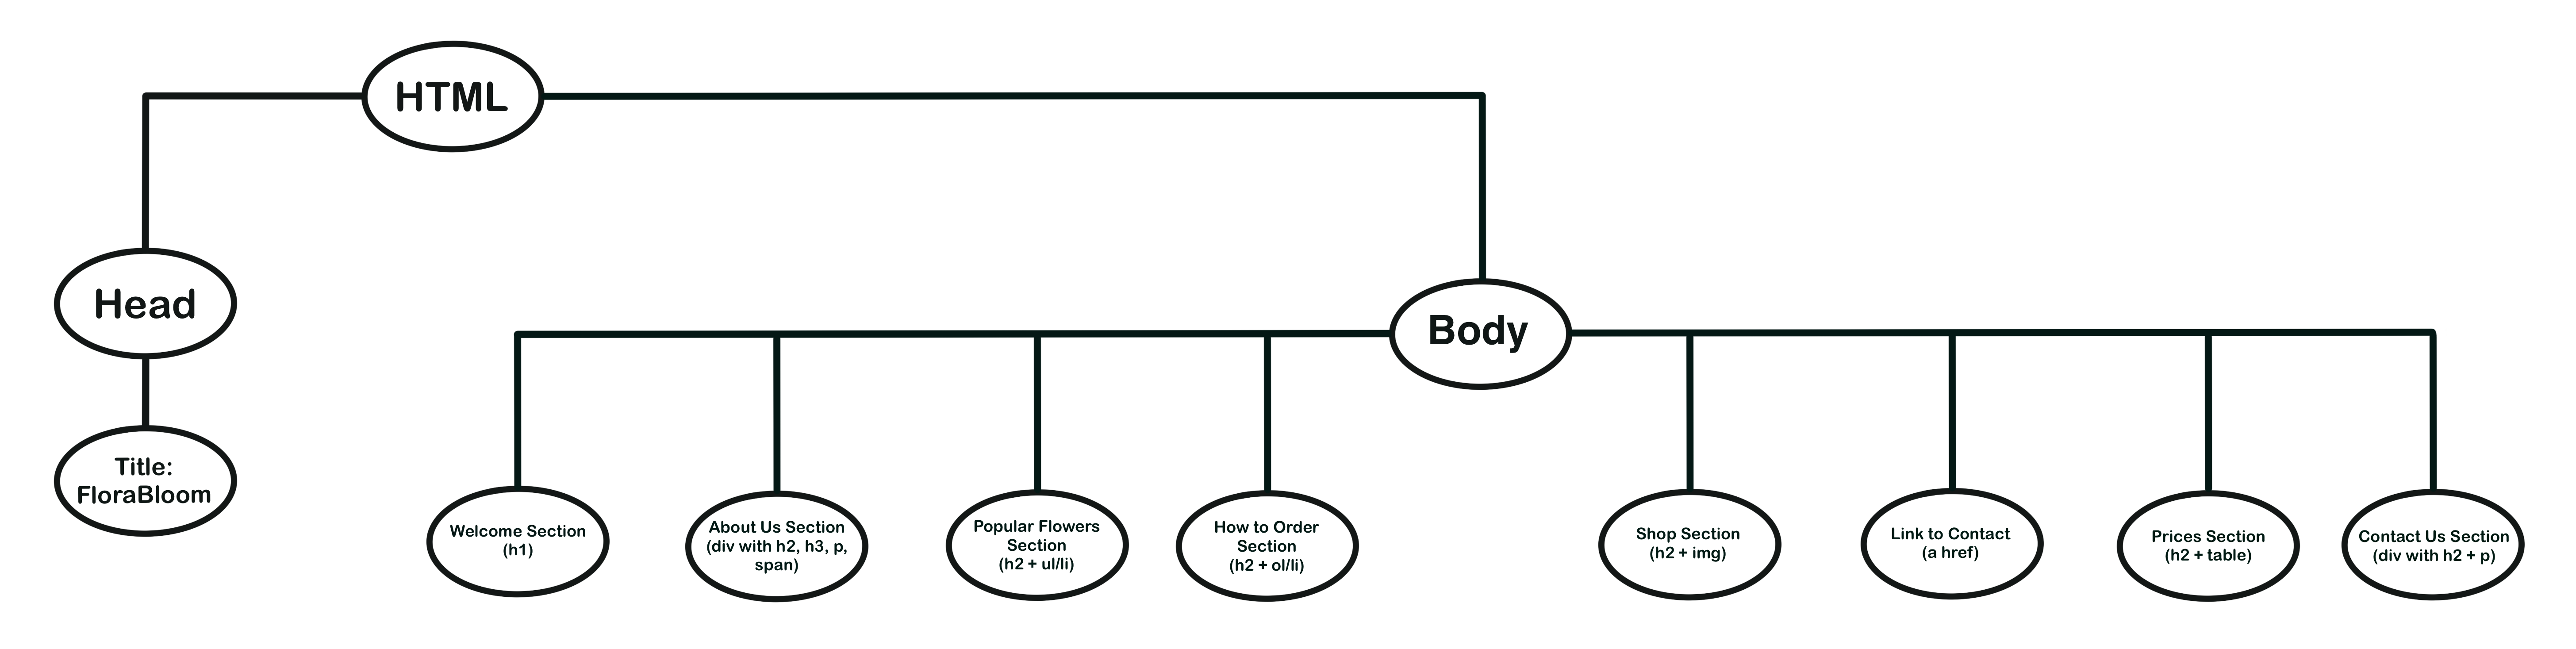 HTML
Head
Body
Title:
FloraBloom
Welcome Section
(h1)
About Us Section
(div with h2, h3, p,
span)
Popular Flowers
Section
(h2 + ul/li)
How to Order
Section
(h2 + ol/li)
Shop Section
(h2 + img)
Link to Contact
(a href)
Prices Section
(h2 + table)
Contact Us Section
(div with h2 + p)